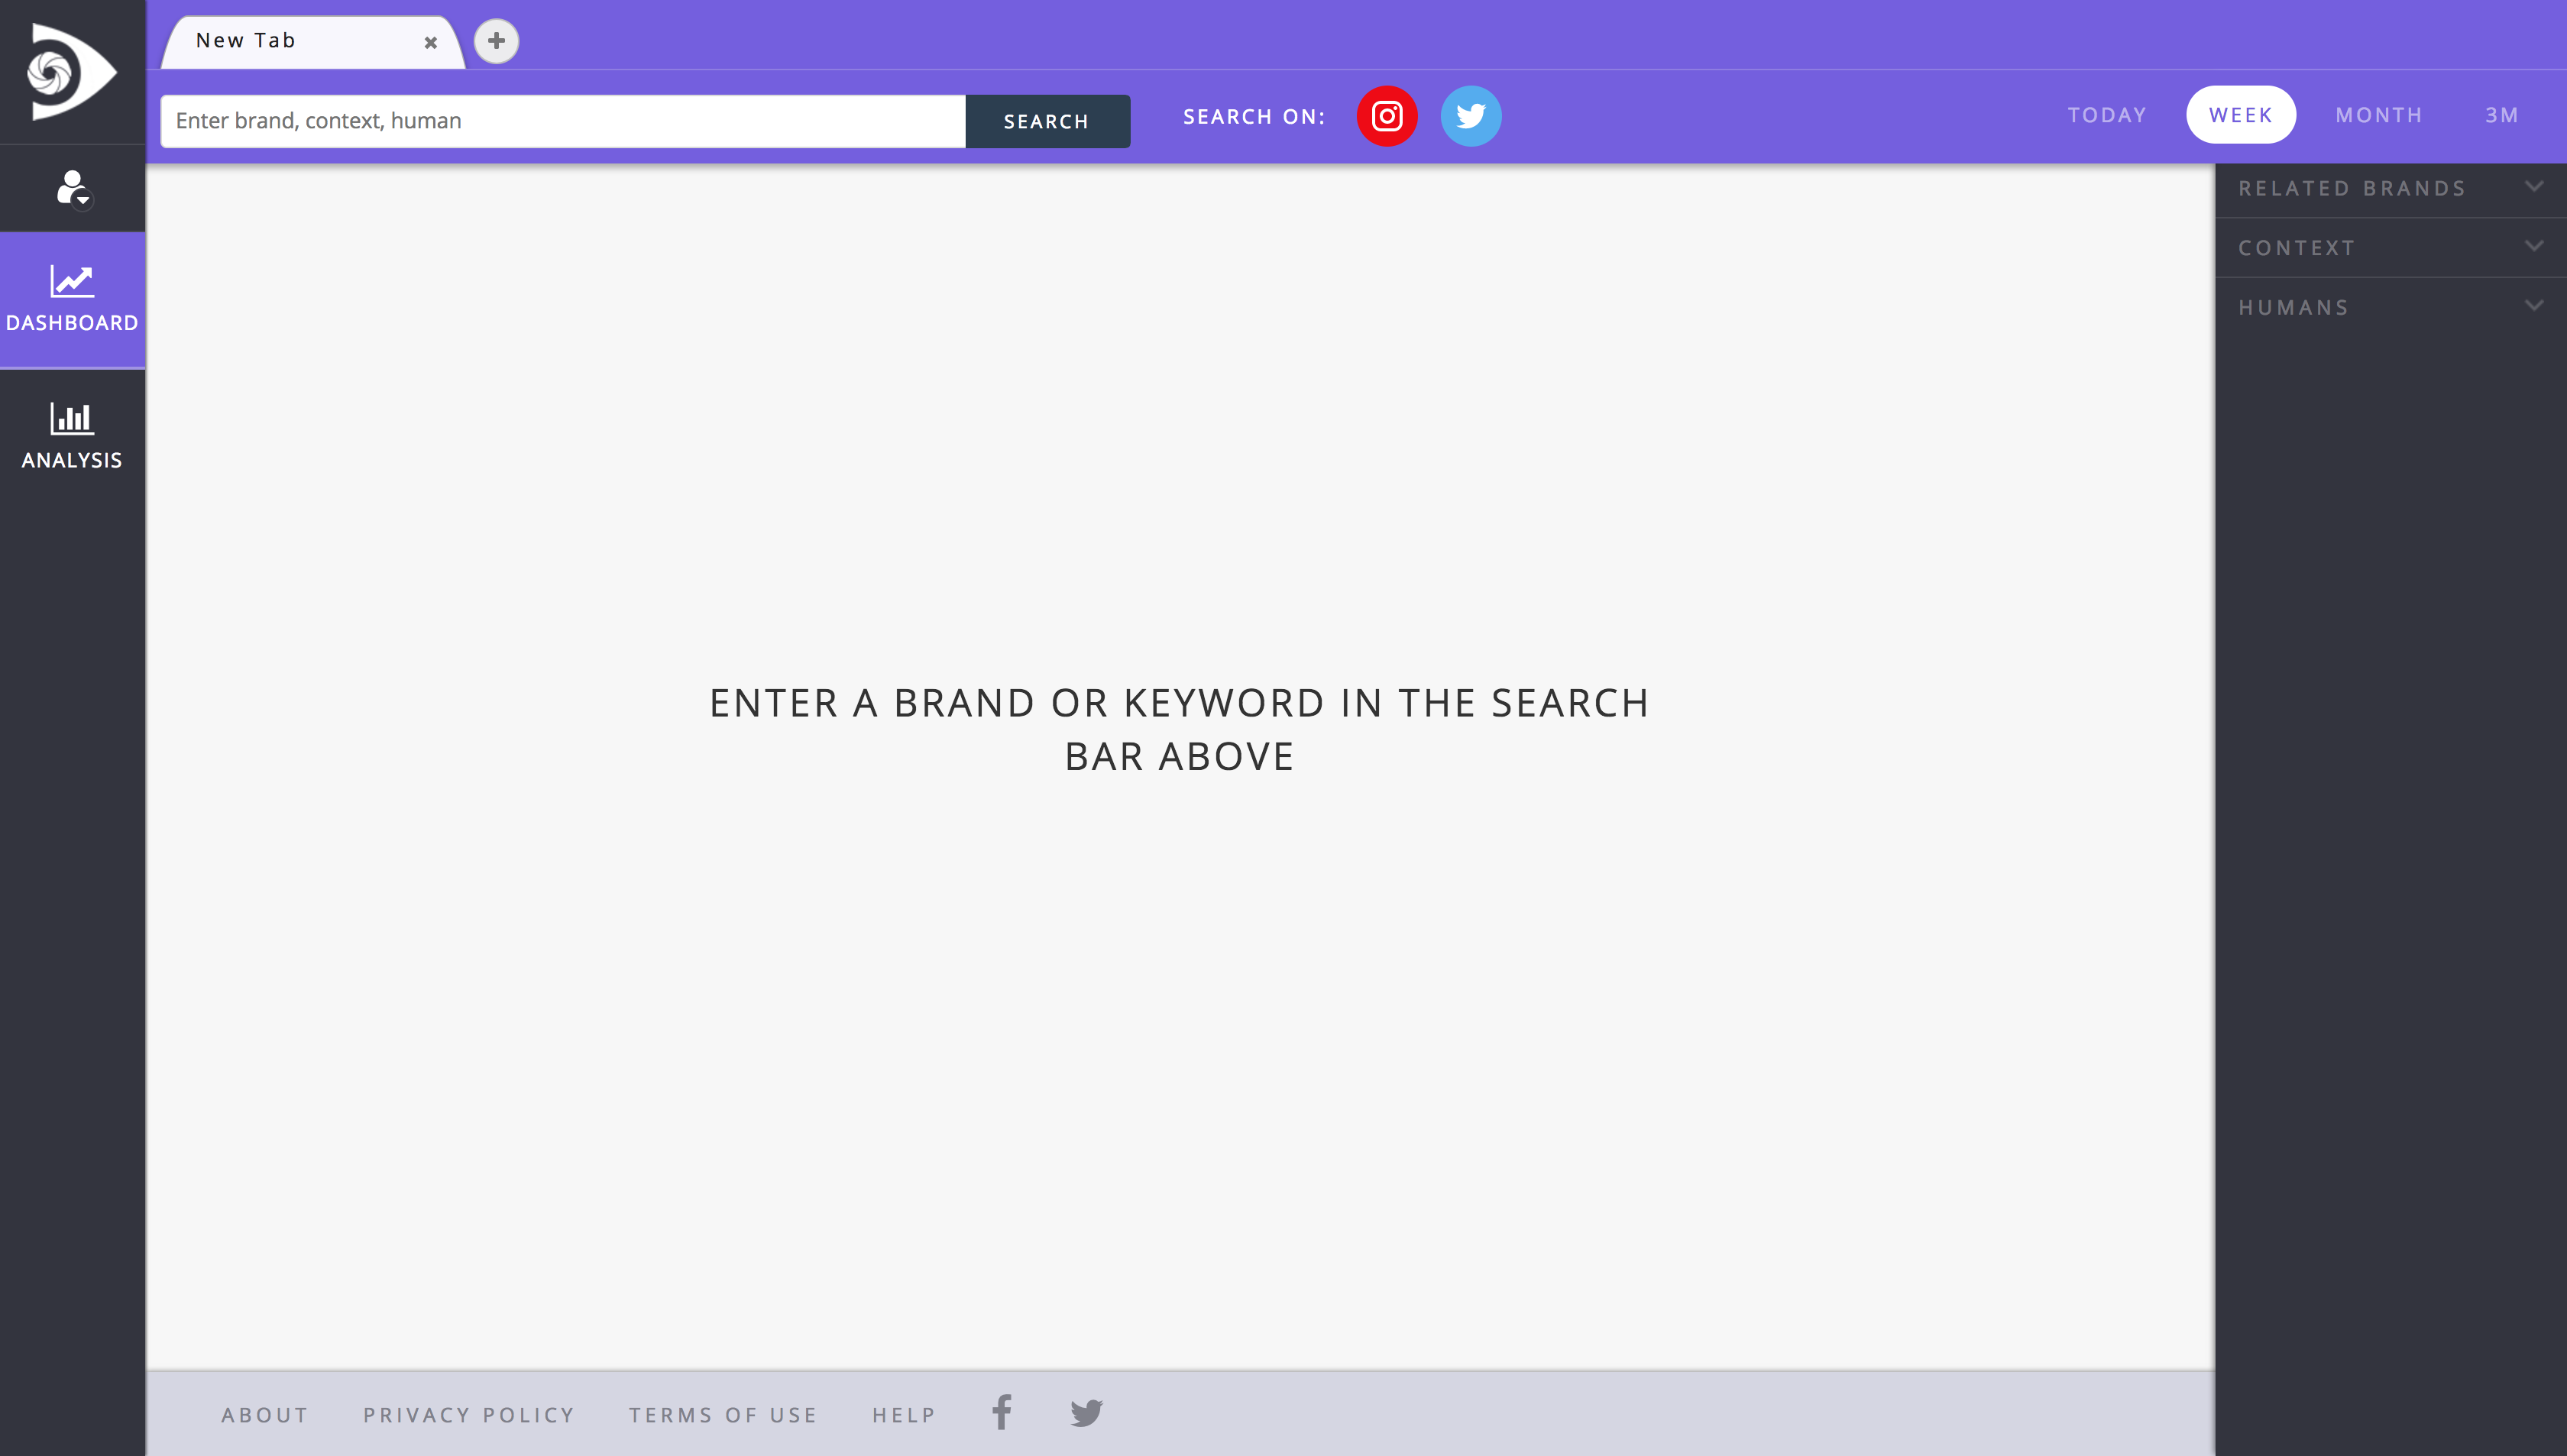 New Tab
Enter brand, context, human
SEARCH
SEARCH ON:
TODAY
WEEK
MONTH
3M
DASHBOARD
ANALYSIS
RELATED BRANDS
CONTEXT
HUMANS
ENTER A BRAND OR KEYWORD IN THE SEARCH
BAR ABOVE
ABOUT
PRIVACY POLICY
TERMS OF USE
HELP